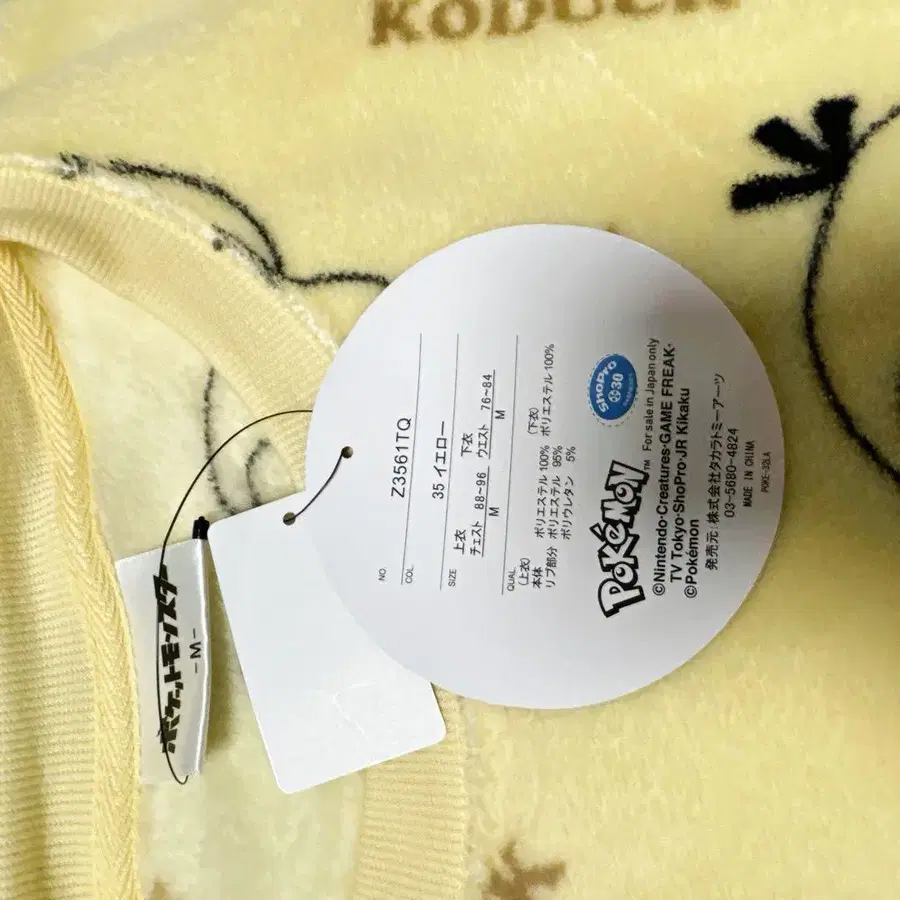 KODUCK
ポケットモンスター
-M-
NO. Z3561TQ
COL. 35 イエロー
SIZE 上衣 下衣
チェスト 88~96 ウエスト 76~84
M M
QUAL.
(上衣) (下衣)
本体 ポリエステル 100% ポリエステル 100%
リブ部分 ポリエステル 95%
ポリウレタン 5%
ShoPro
30
POKéMON™ For sale in Japan only
©Nintendo・Creatures・GAME FREAK・
TV Tokyo・ShoPro・JR Kikaku
©Pokémon
発売元:株式会社タカラトミーアーツ
03-5680-4824
MADE IN CHINA
POKE-32LA